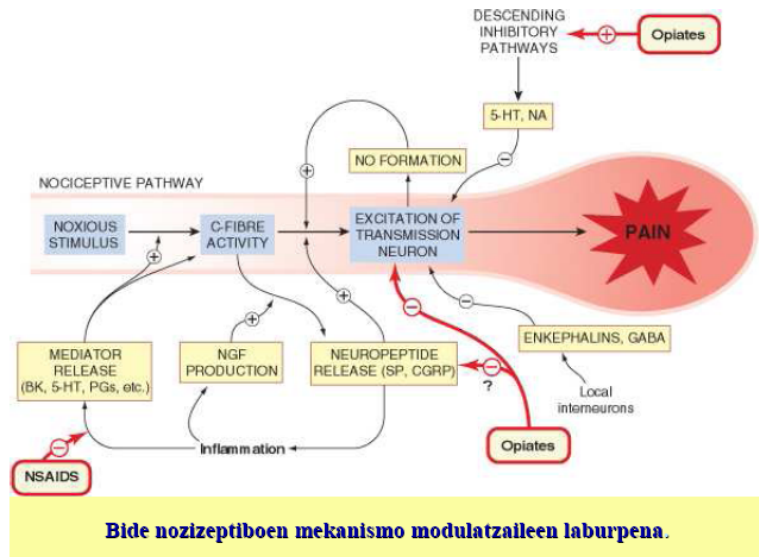 DESCENDING
INHIBITORY
PATHWAYS
+
Opiates
5-HT, NA
−
NO FORMATION
+
NOCICEPTIVE PATHWAY
NOXIOUS
STIMULUS
+
C-FIBRE
ACTIVITY
EXCITATION OF
TRANSMISSION
NEURON
PAIN
+
−
−
+
MEDIATOR
RELEASE
(BK, 5-HT, PGs, etc.)
NGF
PRODUCTION
NEUROPEPTIDE
RELEASE (SP, CGRP)
−
?
ENKEPHALINS, GABA
Local
interneurons
Inflammation
Opiates
−
NSAIDS
Bide nozizeptiboen mekanismo modulatzaileen laburpena.